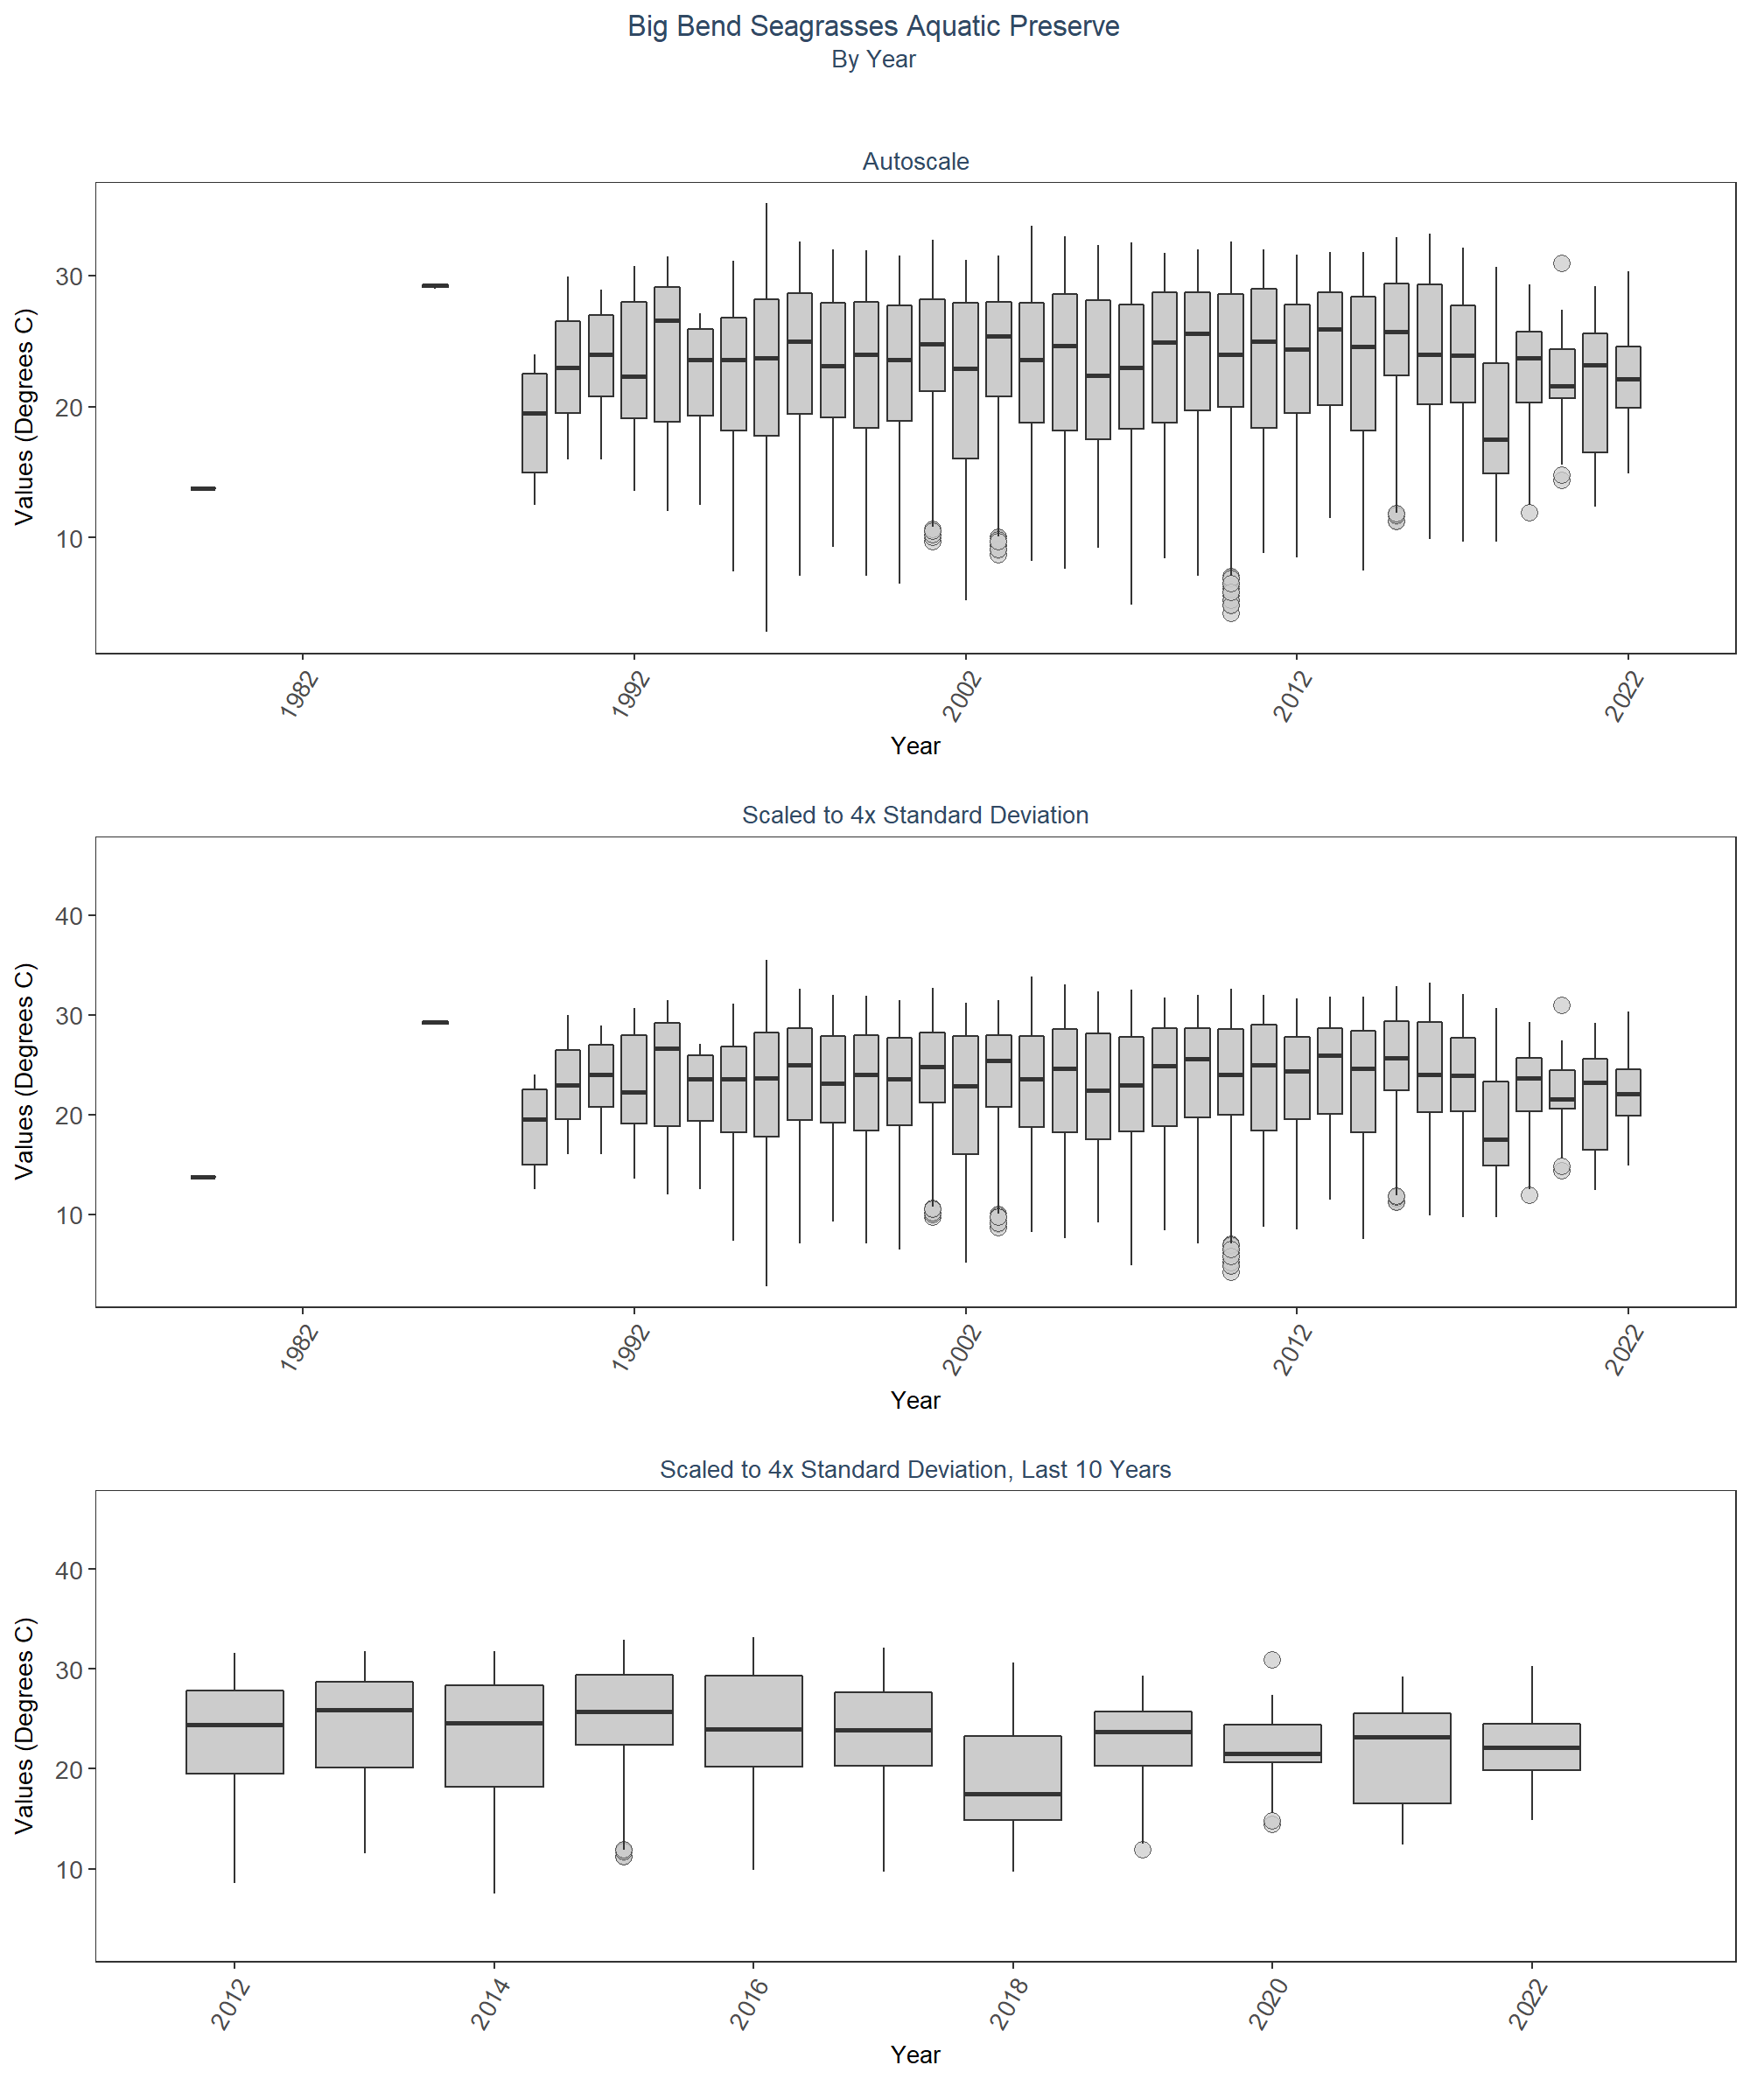 Big Bend Seagrasses Aquatic Preserve
By Year
Autoscale
Values (Degrees C)
30
20
10
1982
1992
2002
2012
2022
Year
Scaled to 4x Standard Deviation
Values (Degrees C)
40
30
20
10
1982
1992
2002
2012
2022
Year
Scaled to 4x Standard Deviation, Last 10 Years
Values (Degrees C)
40
30
20
10
2012
2014
2016
2018
2020
2022
Year